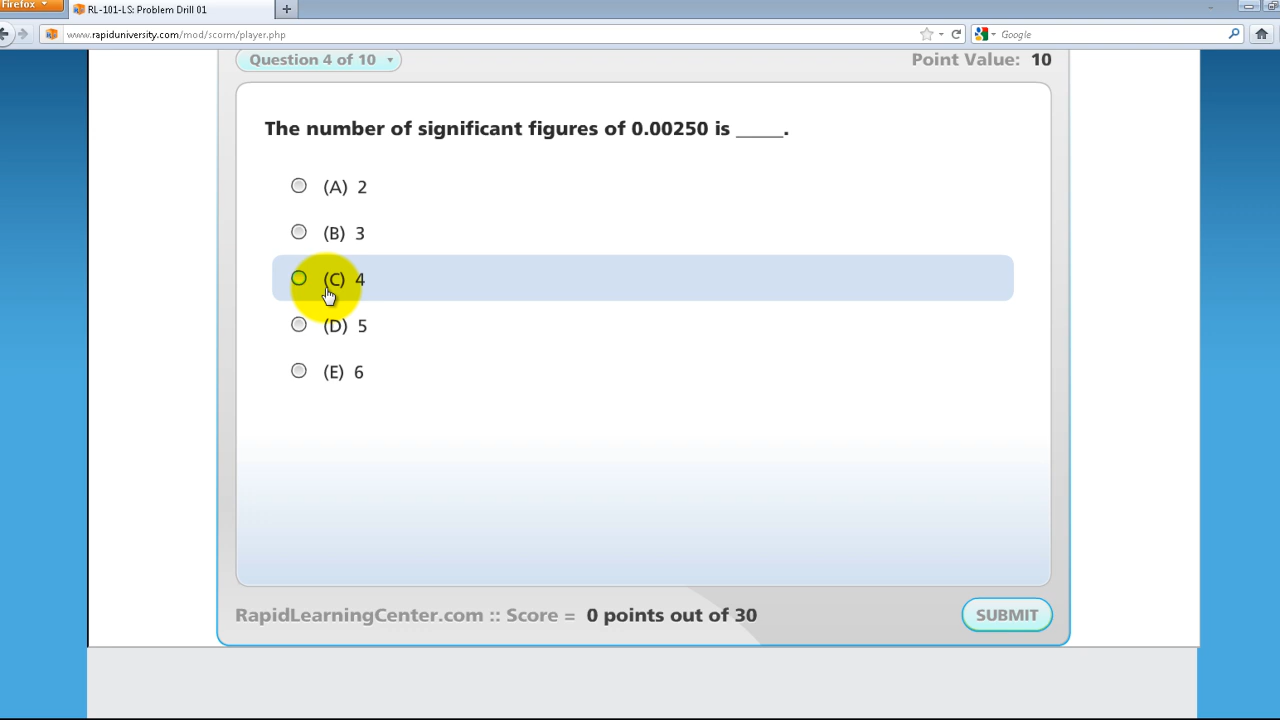 Firefox
RL-101-LS: Problem Drill 01
www.rapiduniversity.com/mod/scorm/player.php
Google
Question 4 of 10
Point Value: 10
The number of significant figures of 0.00250 is _____.
(A) 2
(B) 3
(C) 4
(D) 5
(E) 6
RapidLearningCenter.com :: Score = 0 points out of 30
SUBMIT